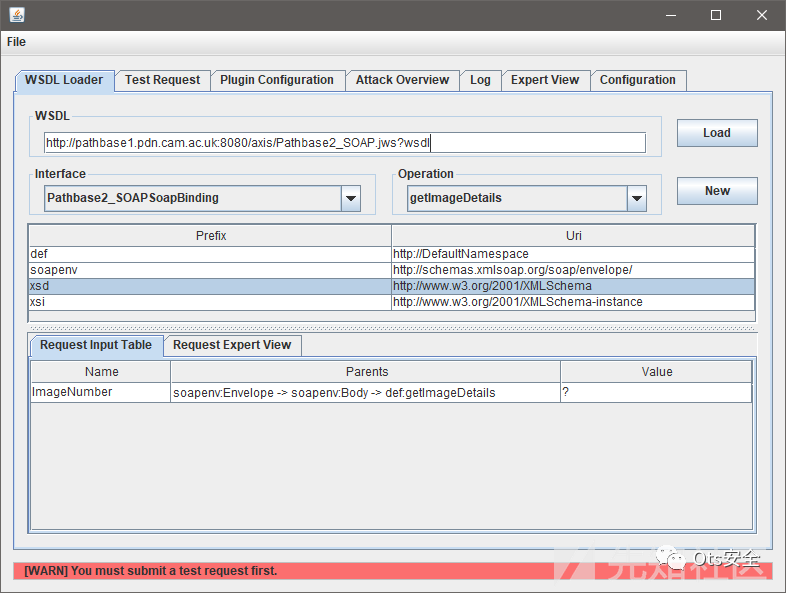 File
WSDL Loader Test Request Plugin Configuration Attack Overview Log Expert View Configuration
WSDL
http://pathbase1.pdn.cam.ac.uk:8080/axis/Pathbase2_SOAP.jws?wsdl
Load
Interface Operation
Pathbase2_SOAPSoapBinding getImageDetails
New
Prefix Uri
def http://DefaultNamespace
soapenv http://schemas.xmlsoap.org/soap/envelope/
xsd http://www.w3.org/2001/XMLSchema
xsi http://www.w3.org/2001/XMLSchema-instance
Request Input Table Request Expert View
Name Parents Value
ImageNumber soapenv:Envelope -> soapenv:Body -> def:getImageDetails ?
[WARN] You must submit a test request first.
Ots安全
先知社区